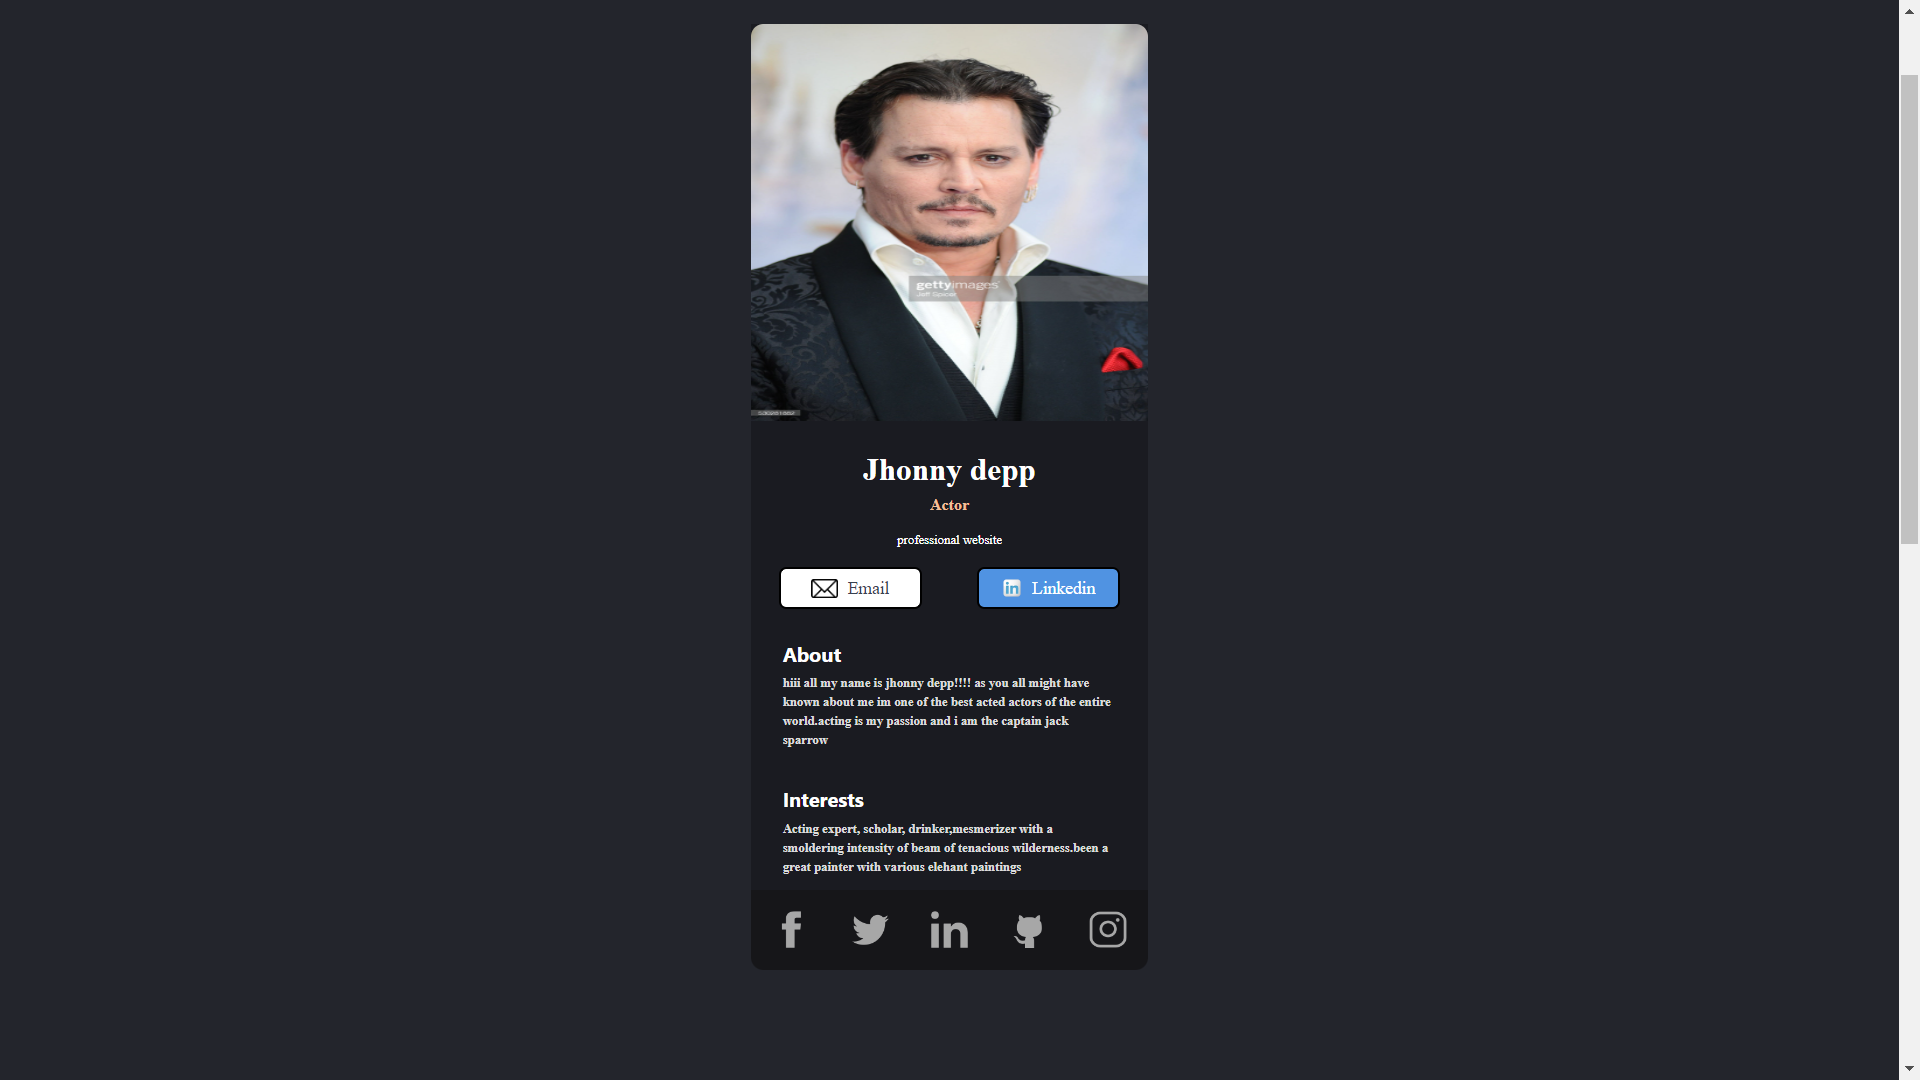 gettyimages
Jeff Spicer
Jhonny depp
Actor
professional website
Email
in Linkedin
About
hiii all my name is jhonny depp!!!! as you all might have
known about me im one of the best acted actors of the entire
world.acting is my passion and i am the captain jack
sparrow
Interests
Acting expert, scholar, drinker,mesmerizer with a
smoldering intensity of beam of tenacious wilderness.been a
great painter with various elehant paintings
f in